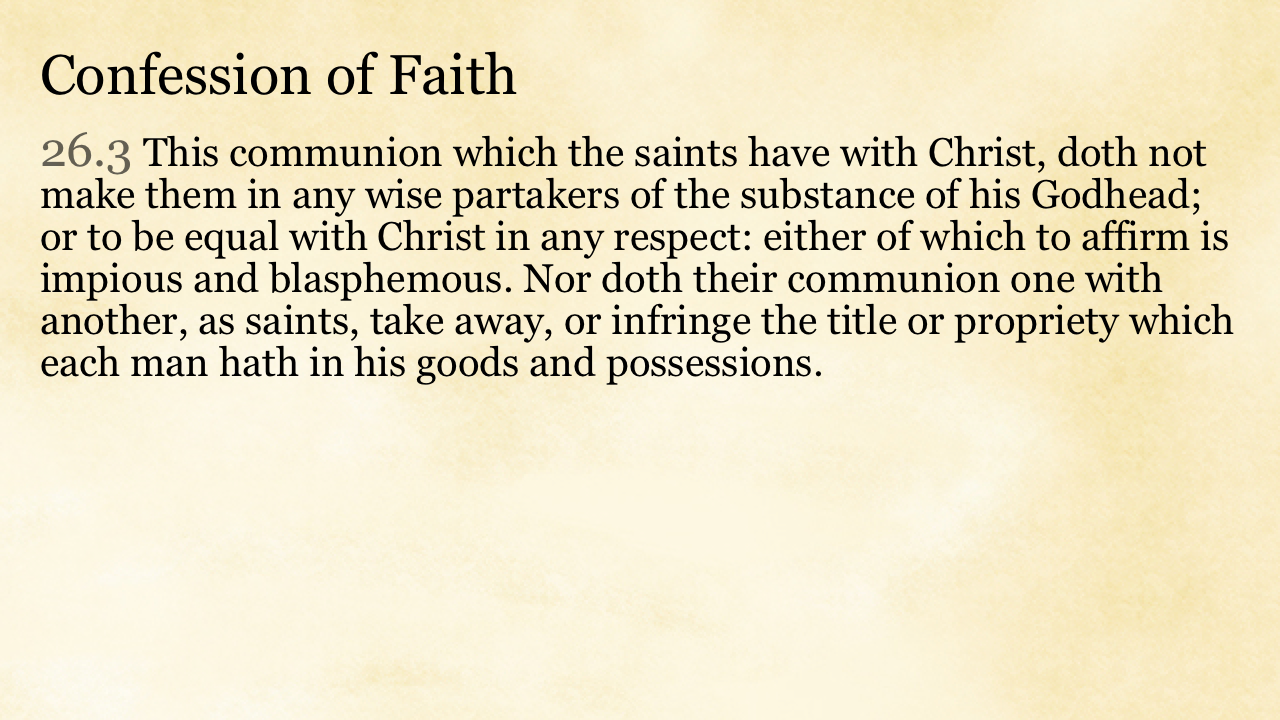 Confession of Faith
26.3 This communion which the saints have with Christ, doth not
make them in any wise partakers of the substance of his Godhead;
or to be equal with Christ in any respect: either of which to affirm is
impious and blasphemous. Nor doth their communion one with
another, as saints, take away, or infringe the title or propriety which
each man hath in his goods and possessions.